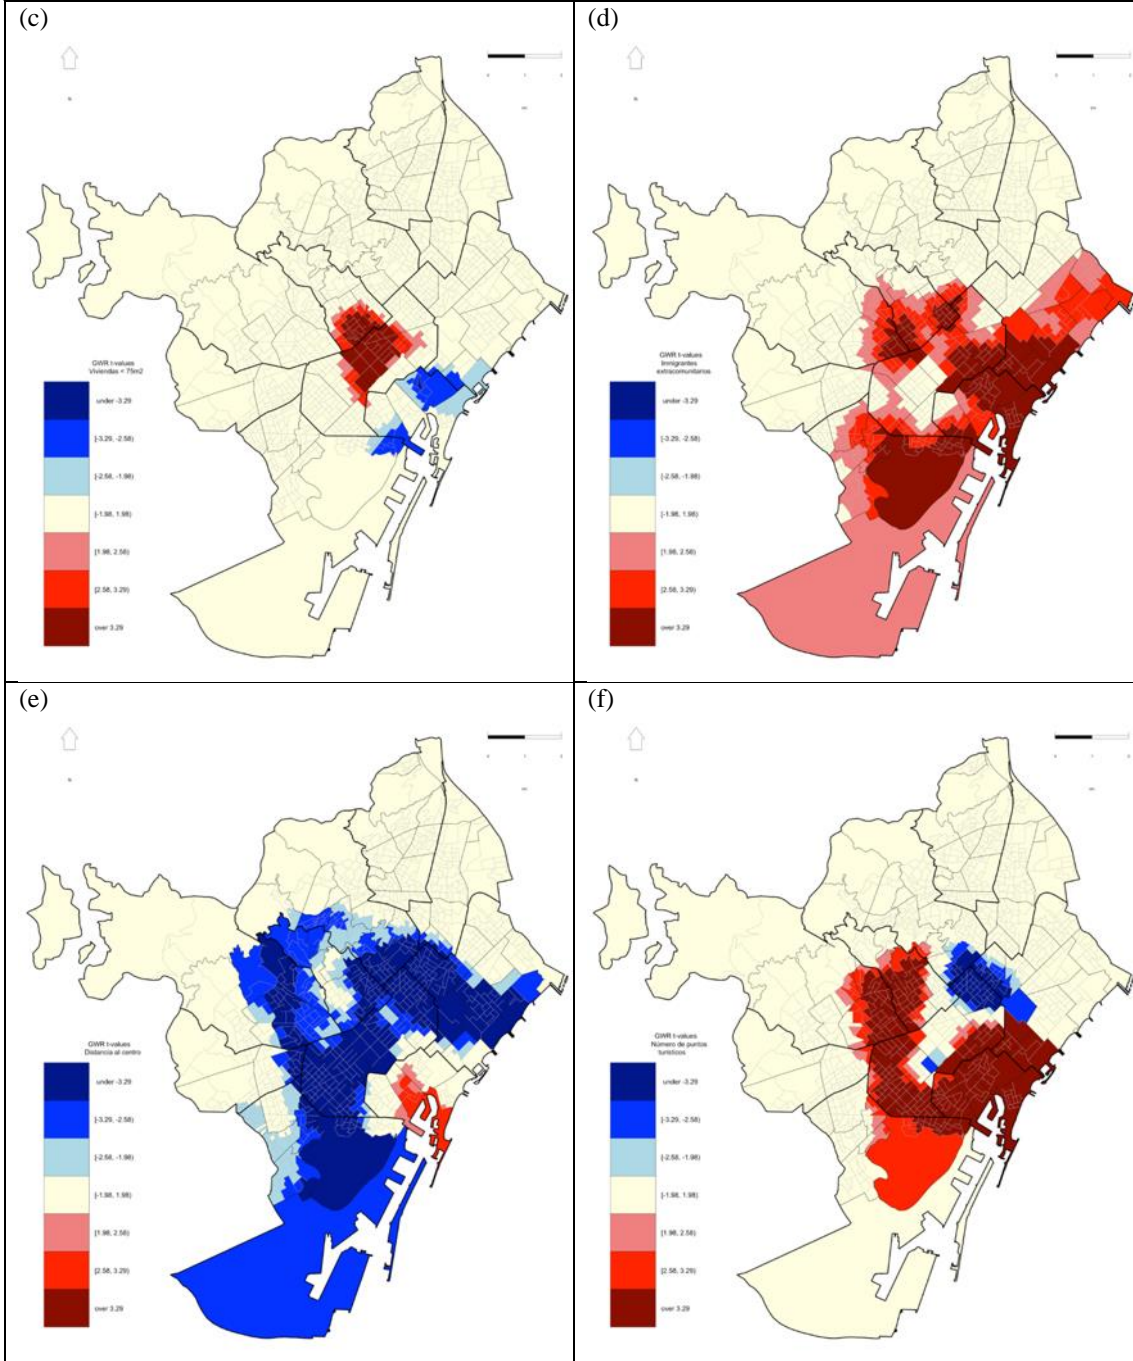 (c)
GWR t-values
Viviendas < 75m2
under -3.29
[-3.29, -2.58)
[-2.58, -1.98)
[-1.98, 1.98)
[1.98, 2.58)
[2.58, 3.29)
over 3.29
(d)
GWR t-values
Inmigrantes
extracomunitarios
under -3.29
[-3.29, -2.58)
[-2.58, -1.98)
[-1.98, 1.98)
[1.98, 2.58)
[2.58, 3.29)
over 3.29
(e)
GWR t-values
Distancia al centro
under -3.29
[-3.29, -2.58)
[-2.58, -1.98)
[-1.98, 1.98)
[1.98, 2.58)
[2.58, 3.29)
over 3.29
(f)
GWR t-values
Número de puntos
turísticos
under -3.29
[-3.29, -2.58)
[-2.58, -1.98)
[-1.98, 1.98)
[1.98, 2.58)
[2.58, 3.29)
over 3.29